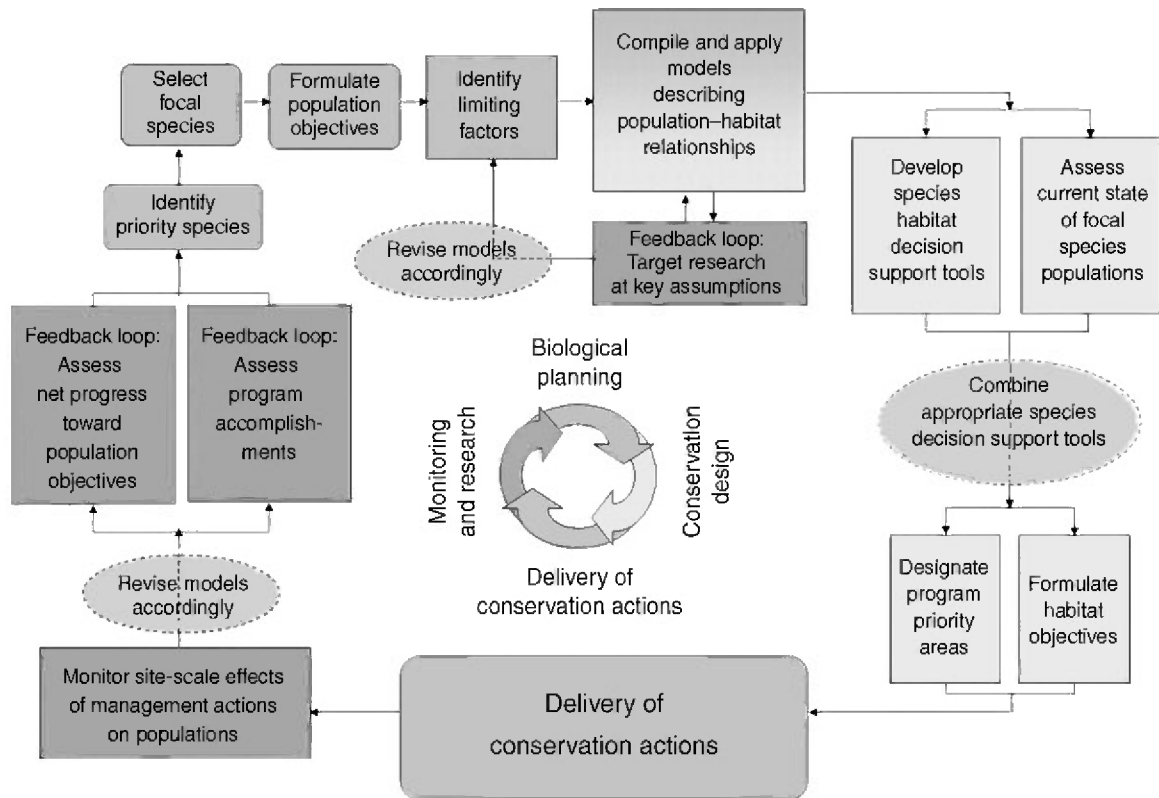 Select
focal
species
Formulate
population
objectives
Identify
limiting
factors
Compile and apply
models
describing
population–habitat
relationships
Identify
priority species
Revise models
accordingly
Feedback loop:
Target research
at key assumptions
Develop
species
habitat
decision
support tools
Assess
current state
of focal
species
populations
Feedback loop:
Assess
net progress
toward
population
objectives
Feedback loop:
Assess
program
accomplish-
ments
Biological
planning
Monitoring
and research
Conservation
design
Delivery of
conservation actions
Combine
appropriate species
decision support tools
Designate
program
priority
areas
Formulate
habitat
objectives
Revise models
accordingly
Monitor site-scale effects
of management actions
on populations
Delivery of
conservation actions